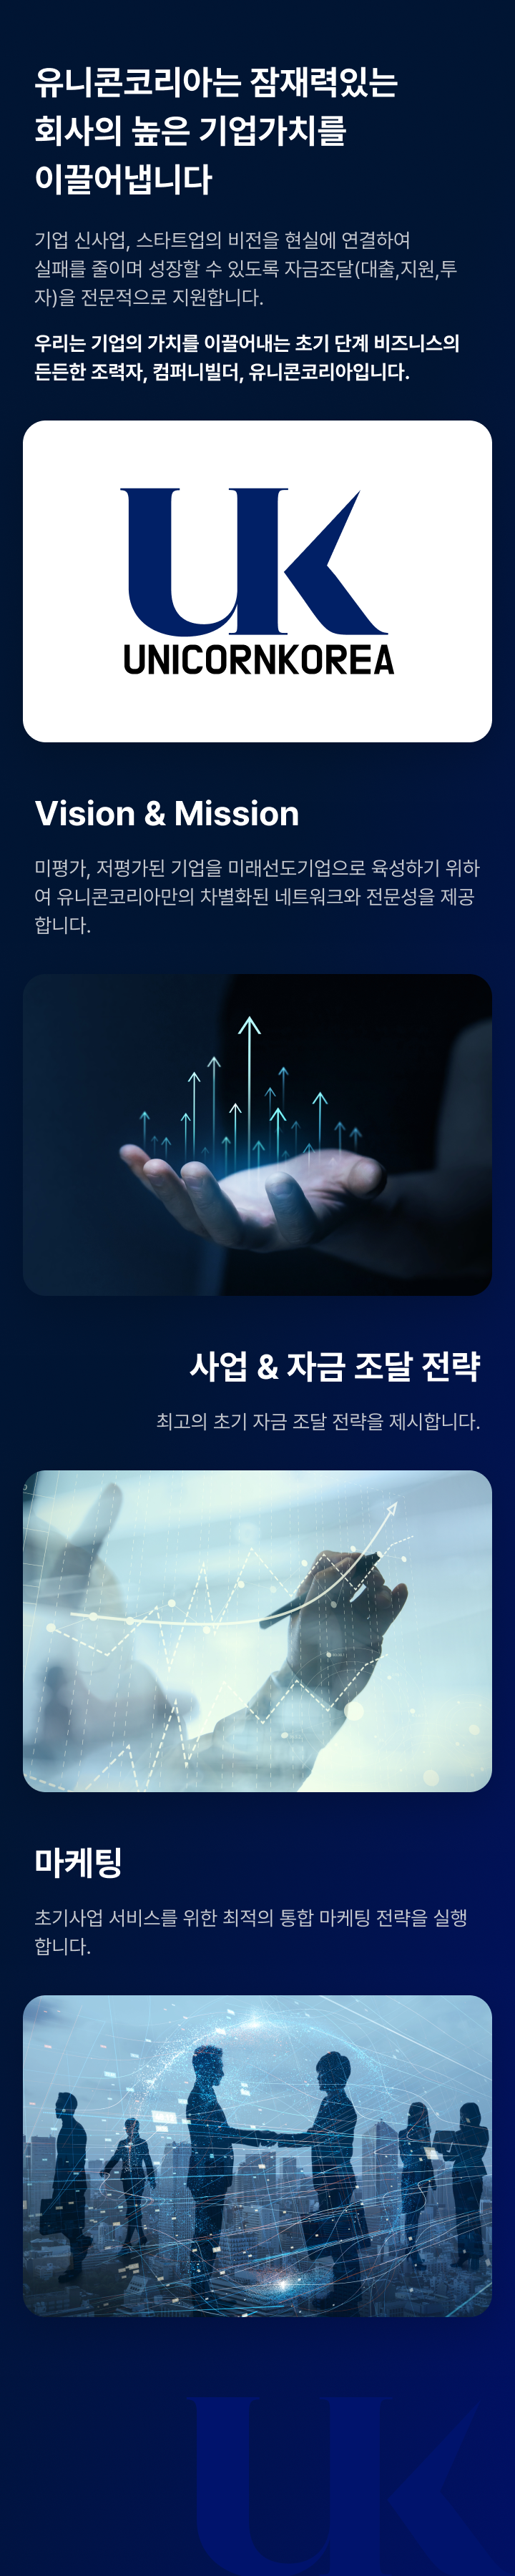 유니콘코리아는 잠재력있는
회사의 높은 기업가치를
이끌어냅니다
기업 신사업, 스타트업의 비전을 현실에 연결하여
실패를 줄이며 성장할 수 있도록 자금조달(대출,지원,투
자)을 전문적으로 지원합니다.
우리는 기업의 가치를 이끌어내는 초기 단계 비즈니스의
든든한 조력자, 컴퍼니빌더, 유니콘코리아입니다.
UK
UNICORNKOREA
Vision & Mission
미평가, 저평가된 기업을 미래선도기업으로 육성하기 위하
여 유니콘코리아만의 차별화된 네트워크와 전문성을 제공
합니다.
사업 & 자금 조달 전략
최고의 초기 자금 조달 전략을 제시합니다.
마케팅
초기사업 서비스를 위한 최적의 통합 마케팅 전략을 실행
합니다.
UK